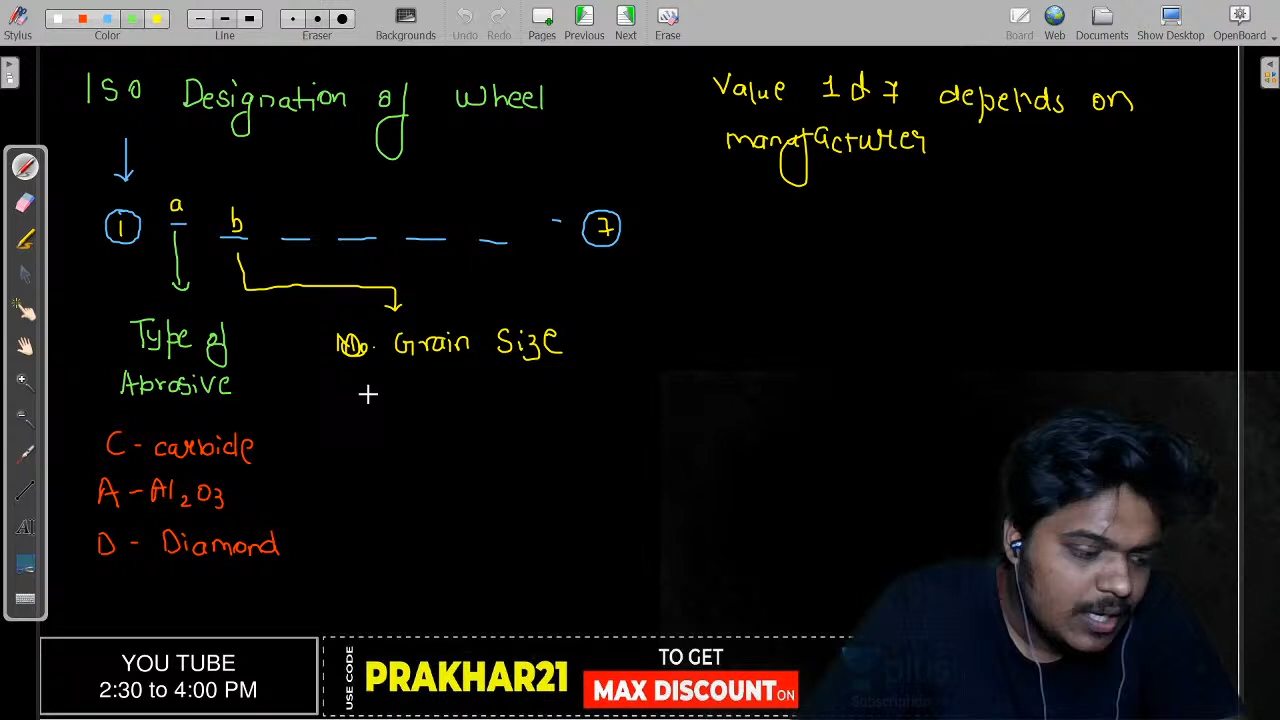 Stylus
Color
Line
Eraser
Backgrounds
Undo
Redo
Pages
Previous
Next
Erase
Board
Web
Documents
Show Desktop
OpenBoard
ISO Designation of Wheel
Value 1 d 7 depends on
manufacturer
1 a b 7
Type of
Abrasive
Grain Size
C - carbide
A - Al2O3
D - Diamond
YOU TUBE
2:30 to 4:00 PM
USE CODE
PRAKHAR21
TO GET
MAX DISCOUNT ON
plus
Subscription